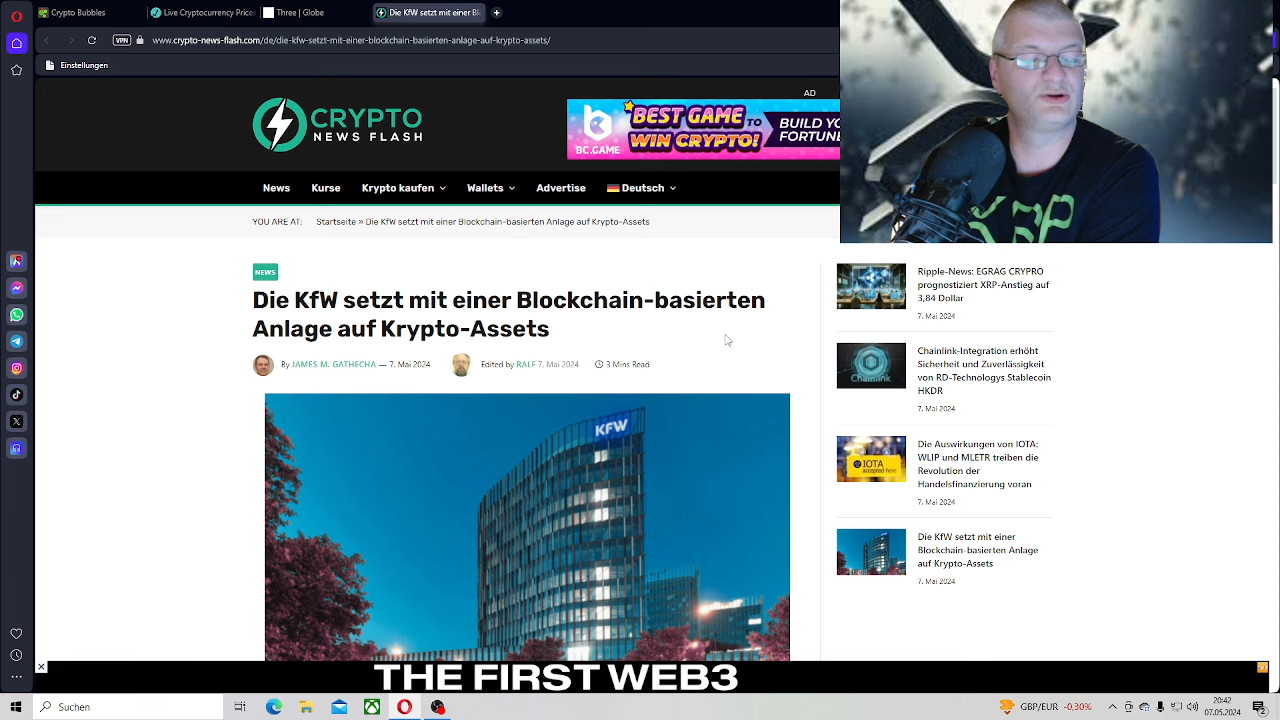 Crypto Bubbles
Live Cryptocurrency Prices
Three | Globe
Die KfW setzt mit einer Bl
VPN
www.crypto-news-flash.com/de/die-kfw-setzt-mit-einer-blockchain-basierten-anlage-auf-krypto-assets/
Einstellungen
AD
CRYPTO
NEWS FLASH
BC.GAME
BEST GAME TO
WIN CRYPTO!
BUILD YO
FORTUNE
News
Kurse
Krypto kaufen
Wallets
Advertise
Deutsch
YOU ARE AT:
Startseite » Die KfW setzt mit einer Blockchain-basierten Anlage auf Krypto-Assets
NEWS
Die KfW setzt mit einer Blockchain-basierten
Anlage auf Krypto-Assets
By JAMES M. GATHECHA — 7. Mai 2024
Edited by RALF 7. Mai 2024
3 Mins Read
KFW
Ripple-News: EGRAG CRYPRO
prognostiziert XRP-Anstieg auf
3,84 Dollar
7. Mai 2024
Chainlink
Chainlink-Integration erhöht
Sicherheit und Zuverlässigkeit
von RD-Technologys Stablecoin
HKDR
7. Mai 2024
IOTA
accepted here
Die Auswirkungen von IOTA:
WLIP und MLETR treiben die
Revolution der
Handelsfinanzierung voran
7. Mai 2024
Die KfW setzt mit einer
Blockchain-basierten Anlage
auf Krypto-Assets
7. Mai 2024
XRP
THE FIRST WEB3
Suchen
GBP/EUR -0.30%
20:42
07.05.2024